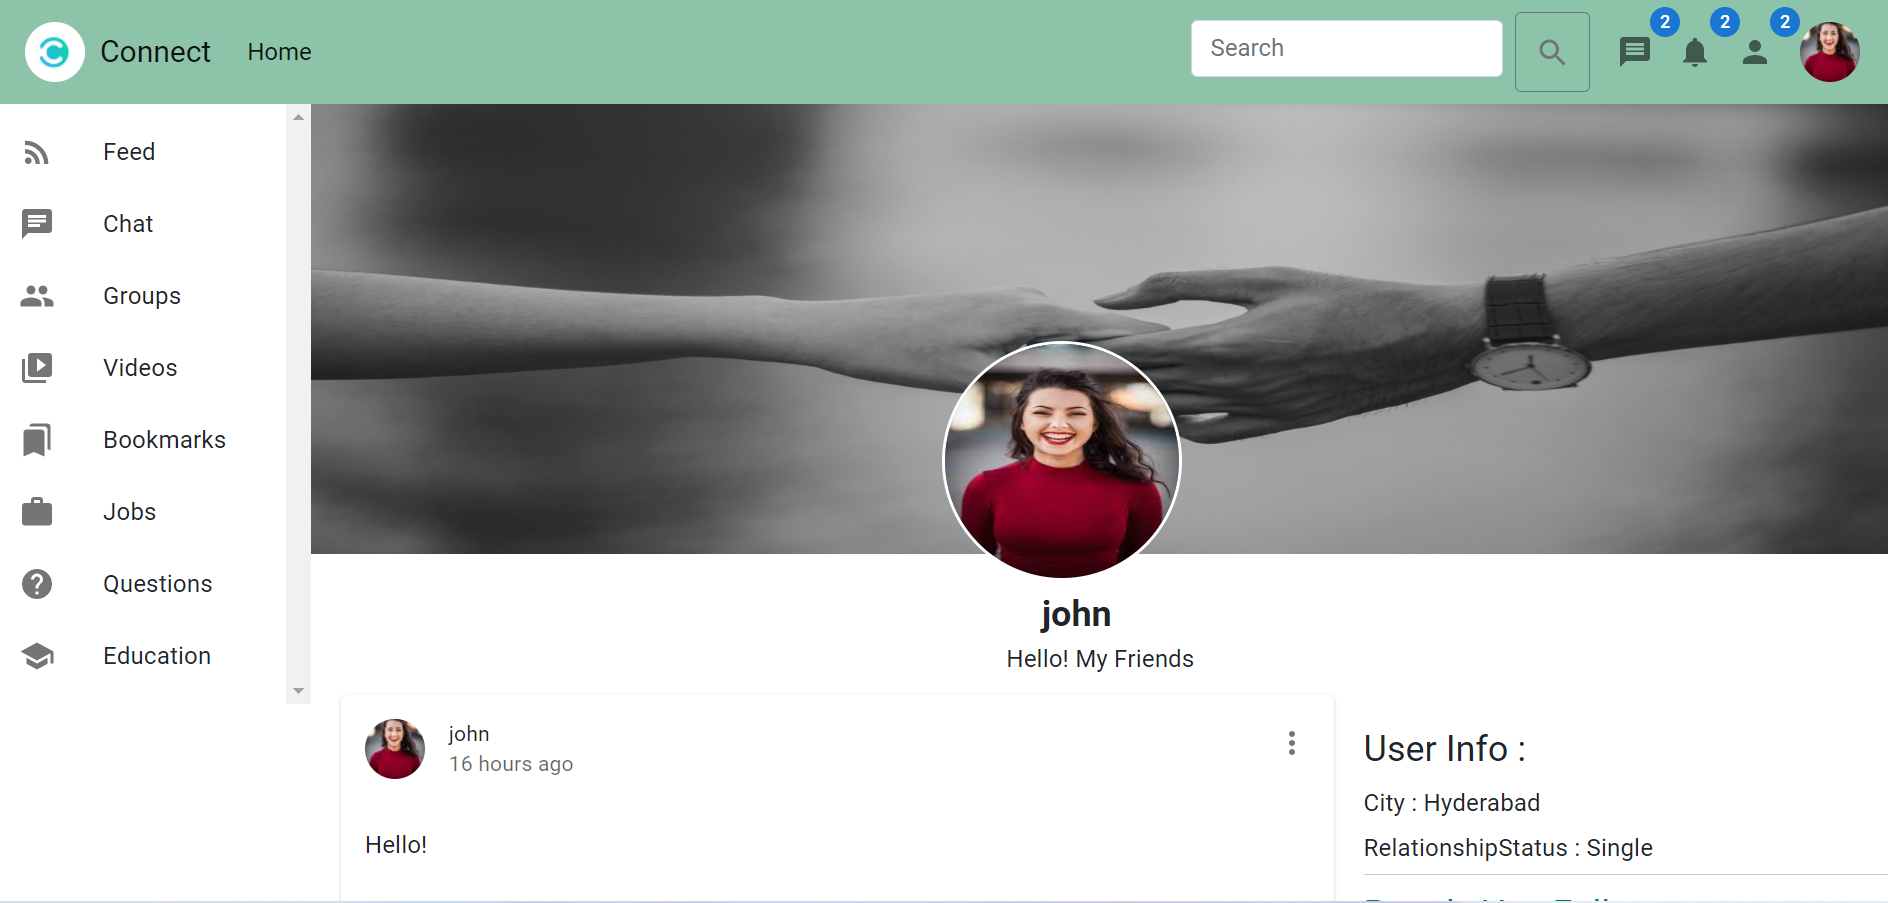 Connect
Home
Search
2
2
2
Feed
Chat
Groups
Videos
Bookmarks
Jobs
Questions
Education
john
Hello! My Friends
john
16 hours ago
Hello!
User Info :
City : Hyderabad
RelationshipStatus : Single